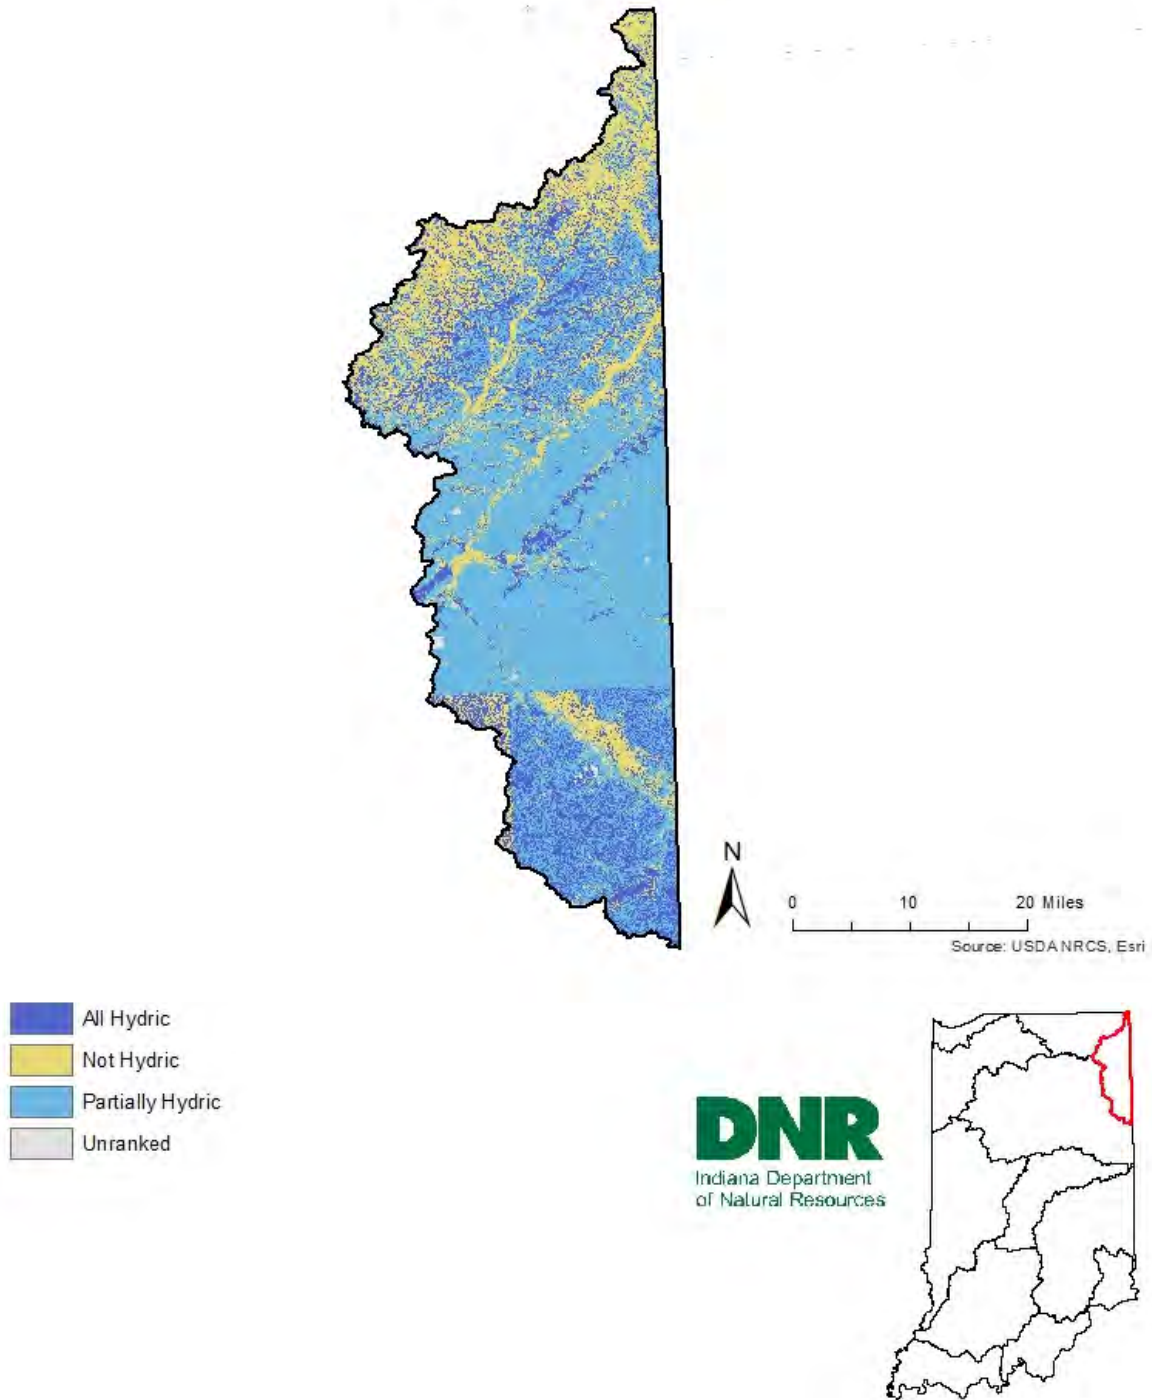 N
0 10 20 Miles
Source: USDA NRCS, Esri
All Hydric
Not Hydric
Partially Hydric
Unranked
DNR
Indiana Department
of Natural Resources